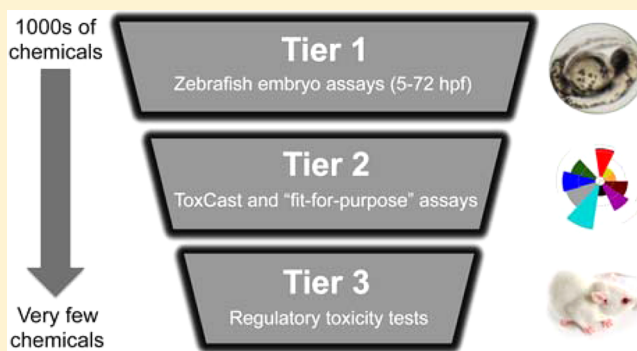 1000s of
chemicals
Tier 1
Zebrafish embryo assays (5-72 hpf)
Tier 2
ToxCast and “fit-for-purpose” assays
Tier 3
Regulatory toxicity tests
Very few
chemicals